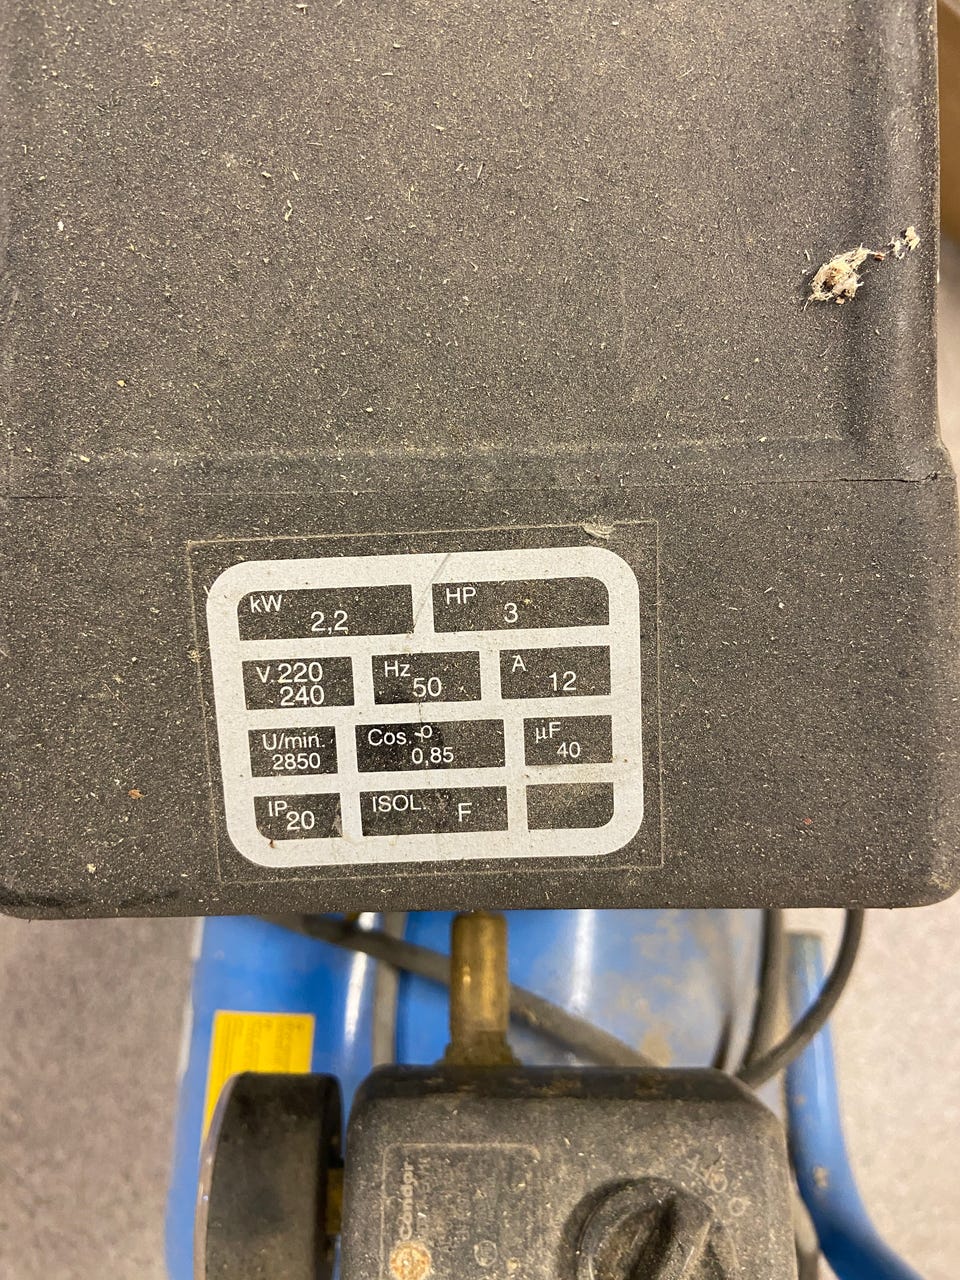 kW 2,2
HP 3
V. 220
240
Hz 50
A 12
U/min.
2850
Cos. φ
0,85
µF
40
IP 20
ISOL. F
Condor